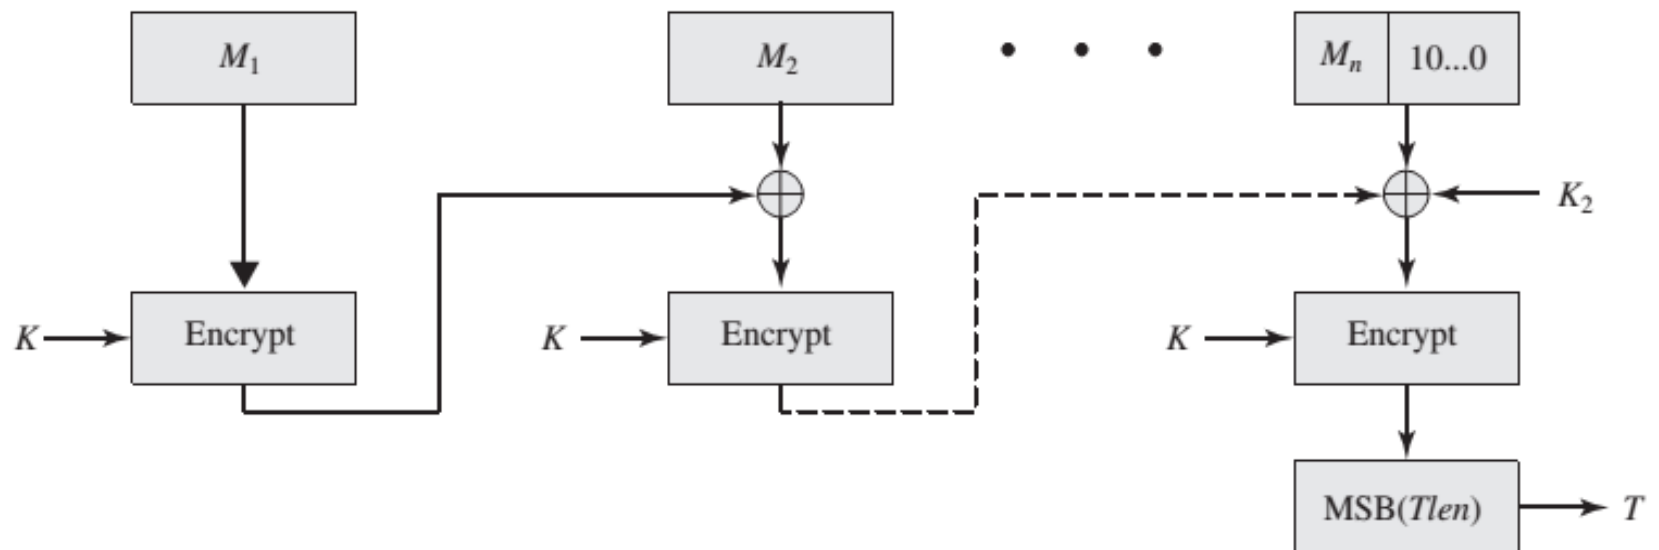 M₁ M₂ • • • Mₙ 10...0
K₂
K Encrypt K Encrypt K Encrypt
MSB(Tlen) T